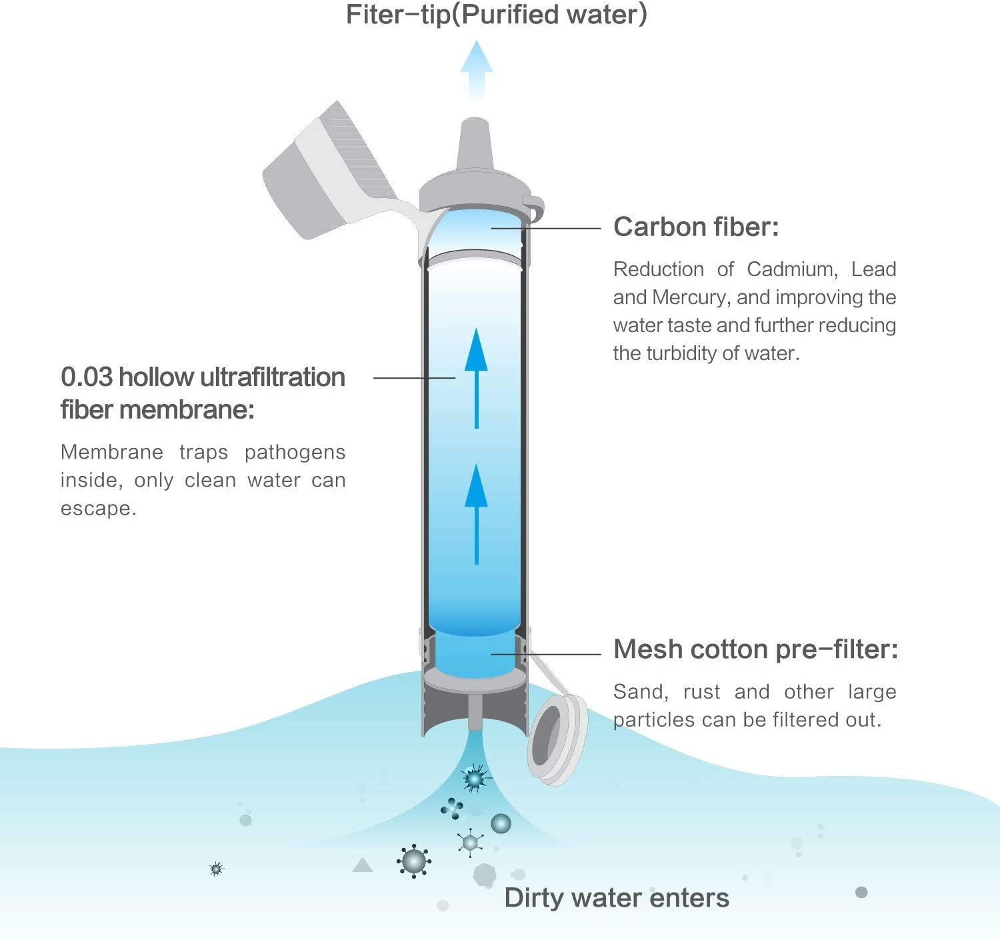 Fiter-tip(Purified water)
Carbon fiber:
Reduction of Cadmium, Lead
and Mercury, and improving the
water taste and further reducing
the turbidity of water.
0.03 hollow ultrafiltration
fiber membrane:
Membrane traps pathogens
inside, only clean water can
escape.
Mesh cotton pre-filter:
Sand, rust and other large
particles can be filtered out.
Dirty water enters